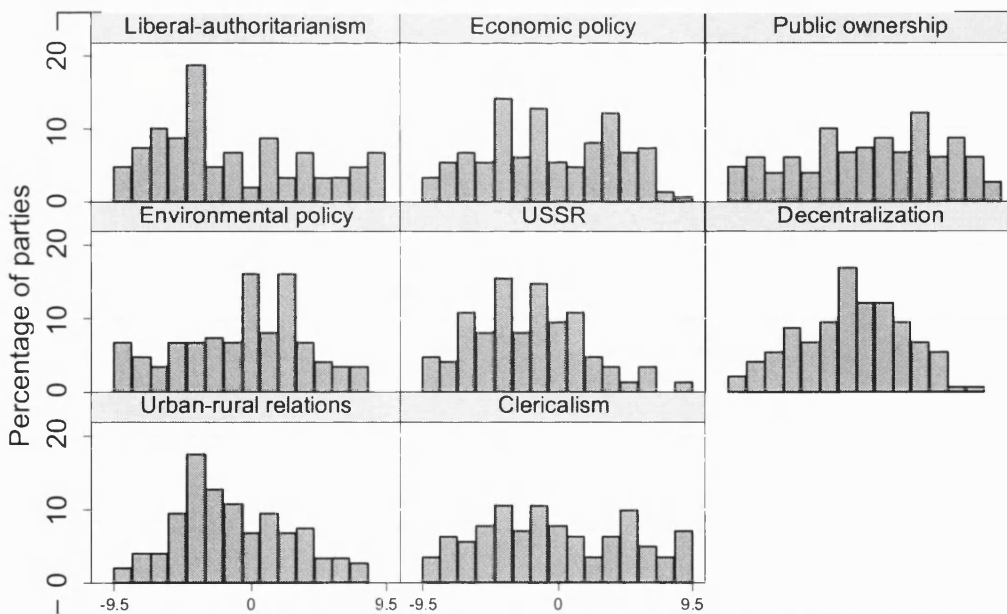 Liberal-authoritarianism Economic policy Public ownership
20
10
0
Environmental policy USSR Decentralization
20
10
0
Urban-rural relations Clericalism
20
10
0
-9.5 0 9.5 -9.5 0 9.5
Percentage of parties